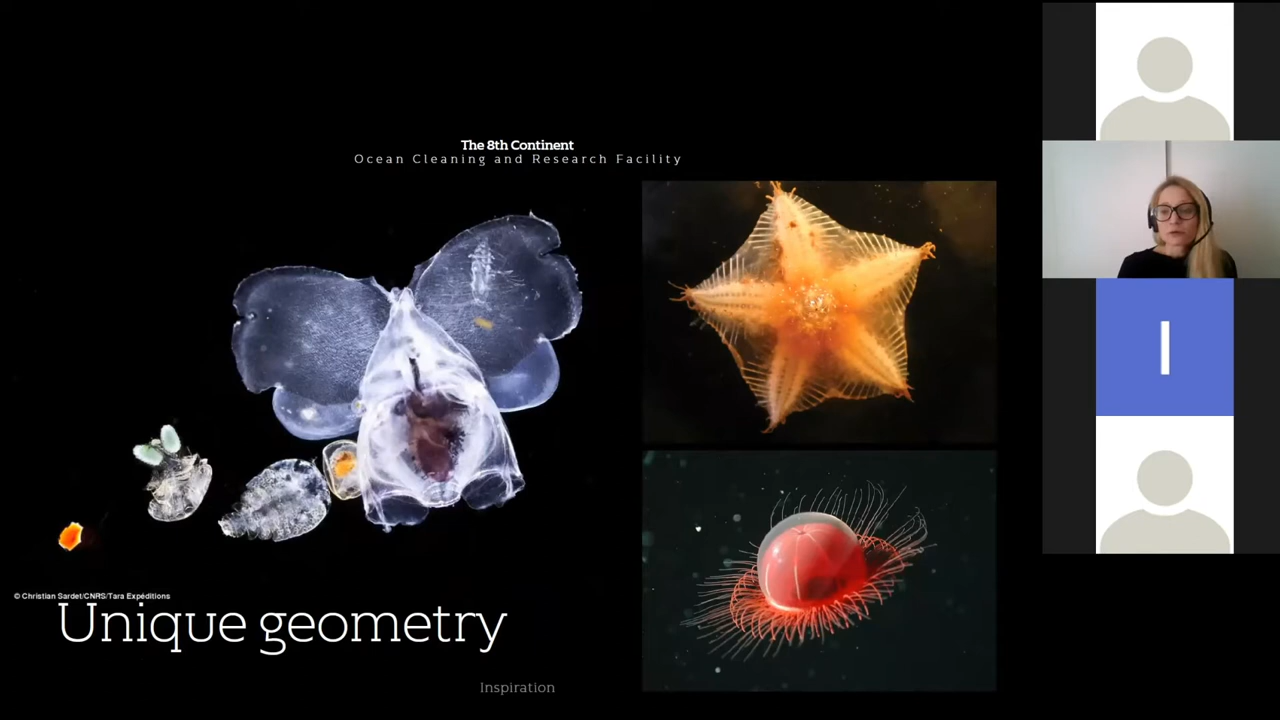 The 8th Continent
Ocean Cleaning and Research Facility
© Christian Sardet/CNRS/Tara Expéditions
Unique geometry
Inspiration
I